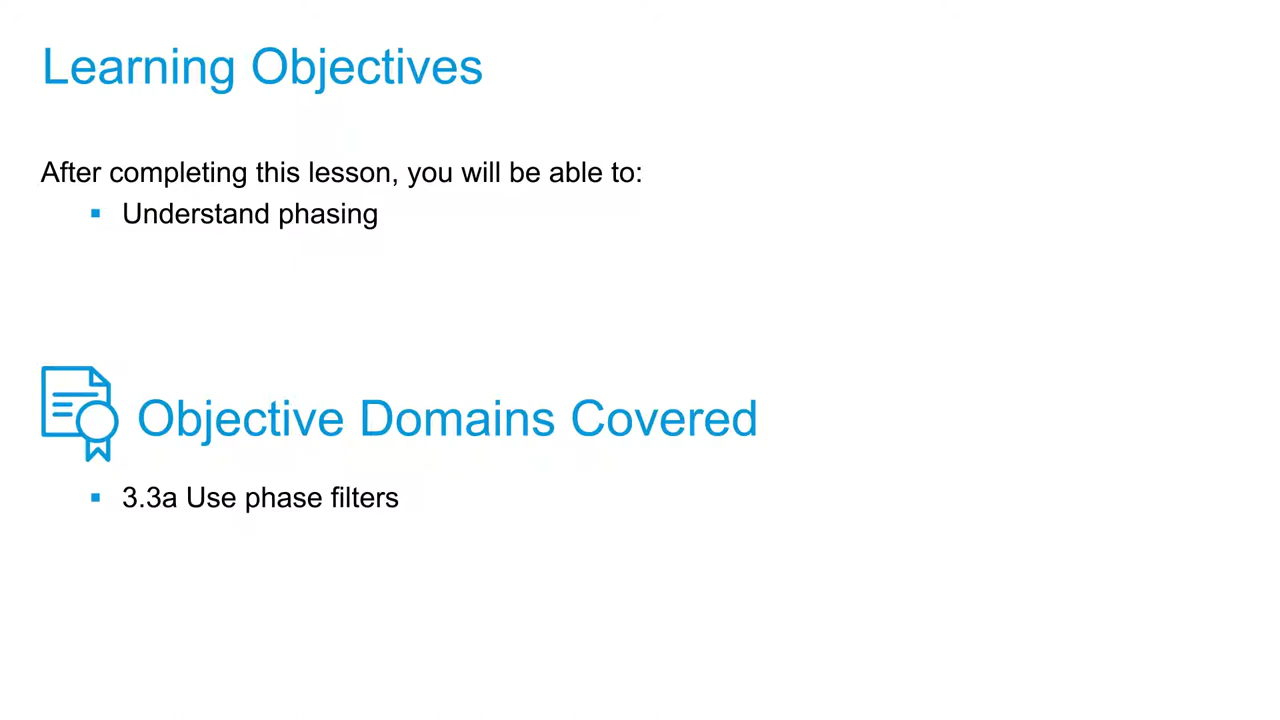 Learning Objectives
After completing this lesson, you will be able to:
▪ Understand phasing
Objective Domains Covered
▪ 3.3a Use phase filters